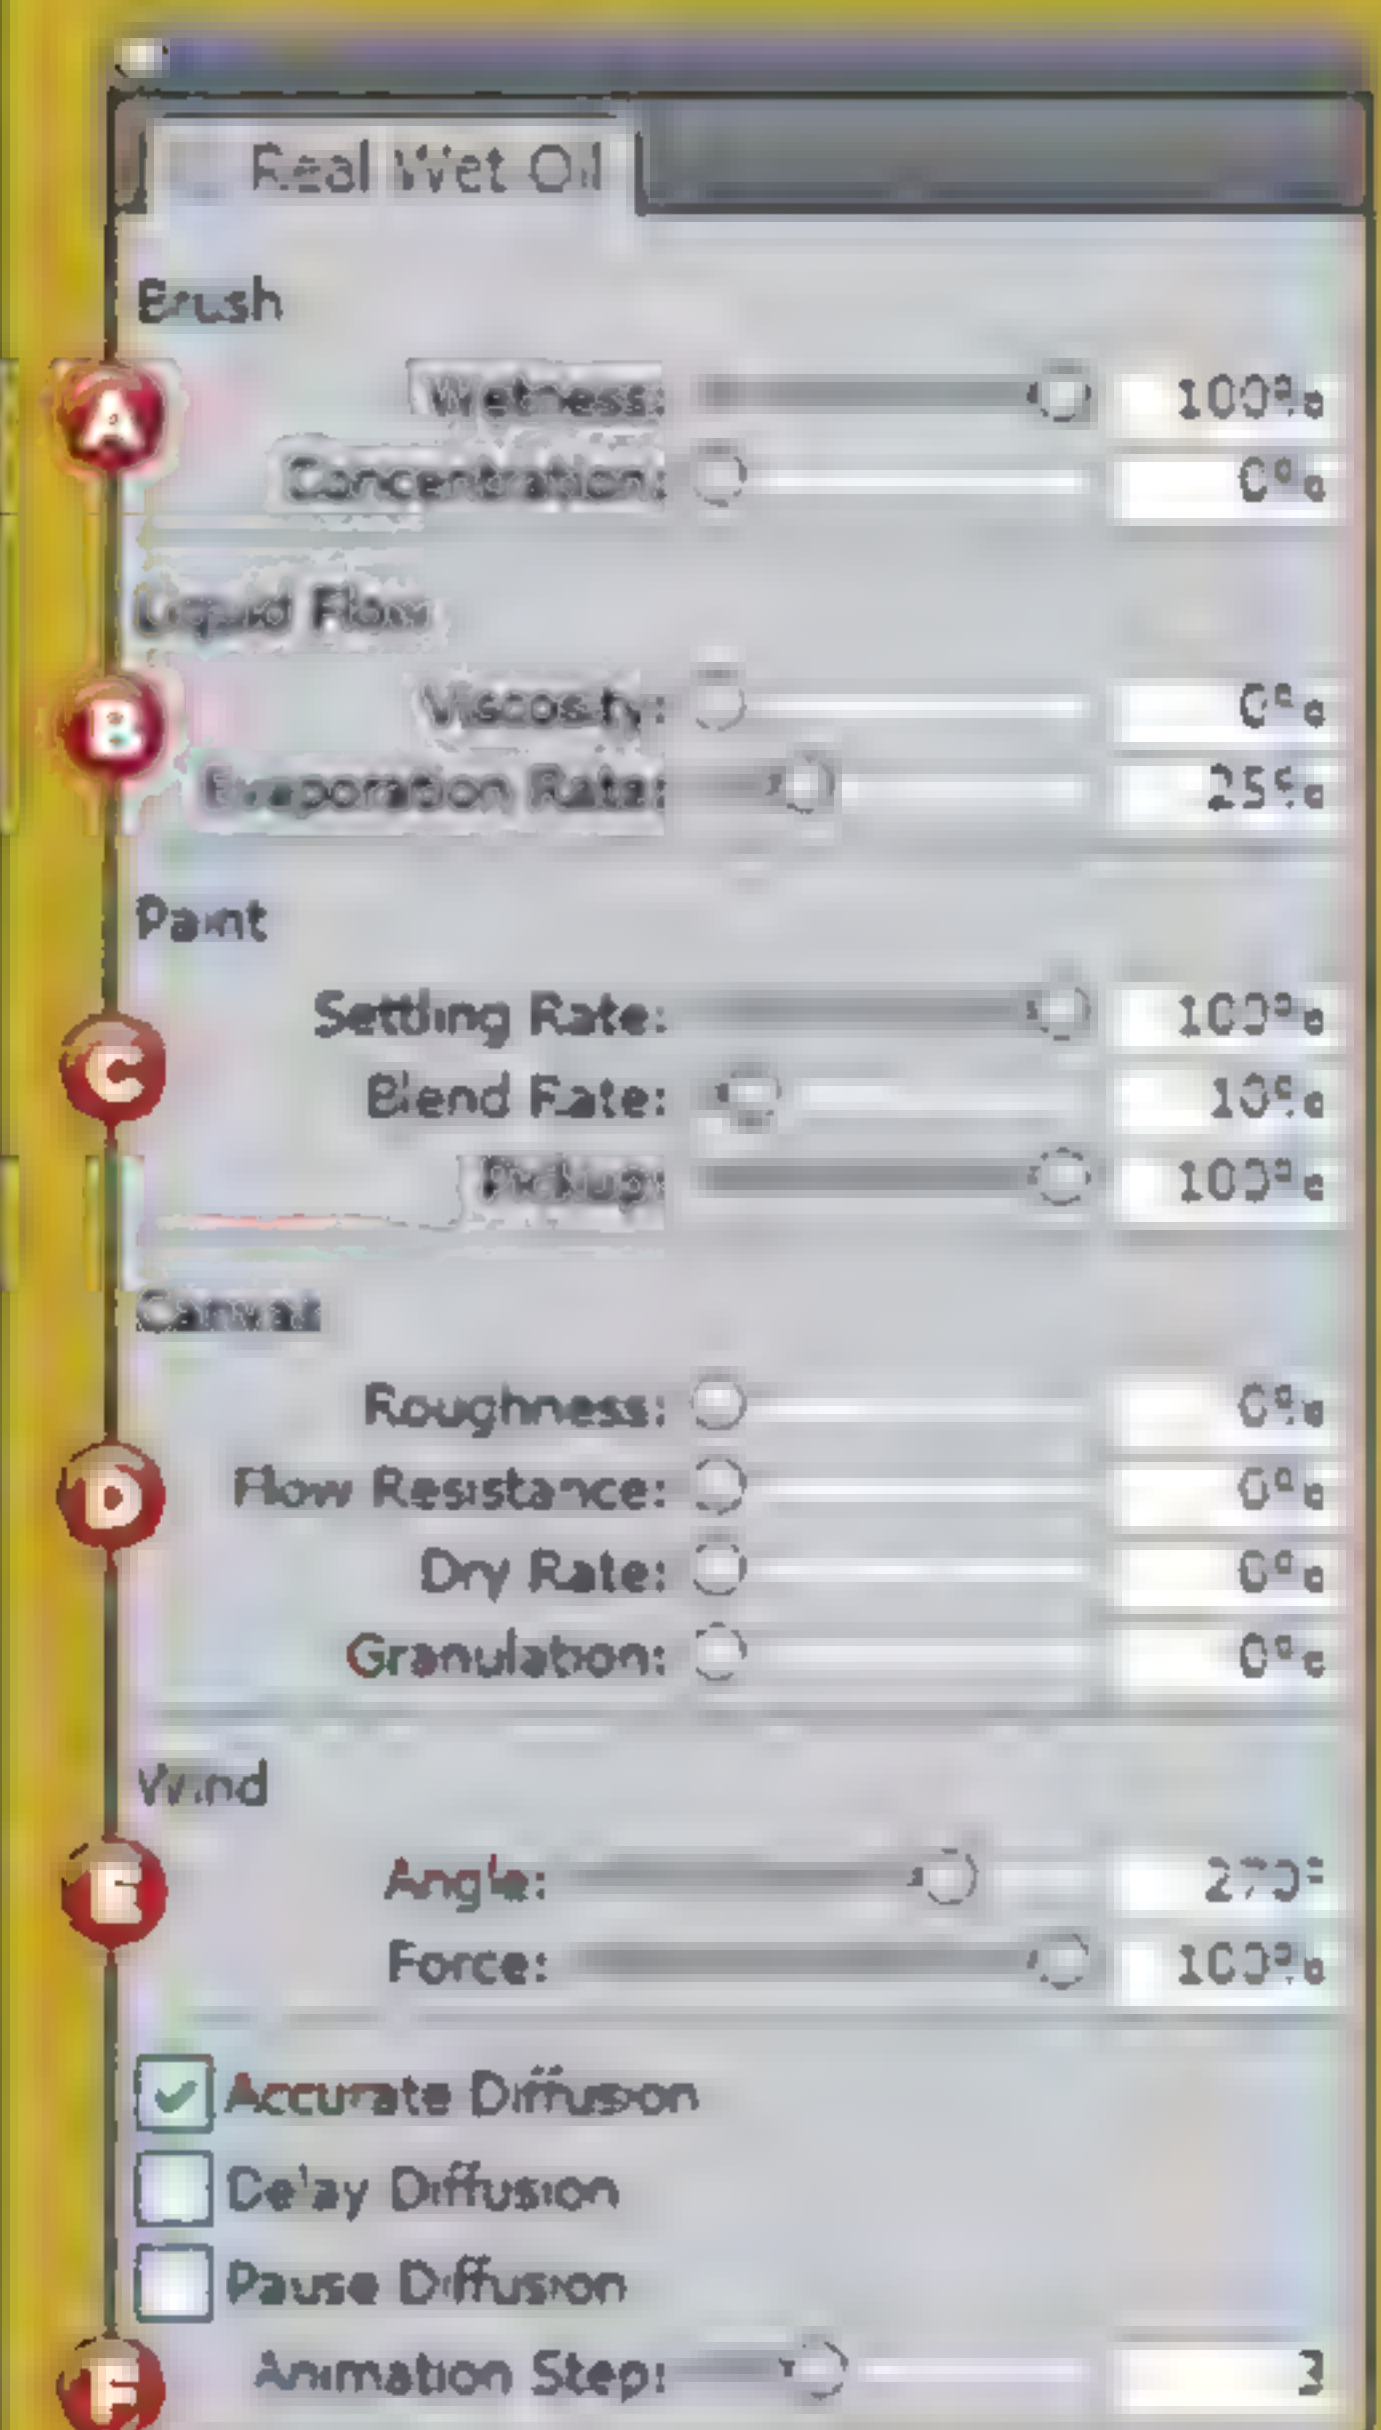 Real Wet Oil
Brush
A
Wetness: 100%
Concentration: 0%
Liquid Flow
B
Viscosity: 0%
Evaporation Rate: 25%
Paint
Settling Rate: 100%
C
Blend Rate: 10%
Pickup: 100%
Canvas
Roughness: 0%
D
Flow Resistance: 0%
Dry Rate: 0%
Granulation: 0%
Wind
E
Angle: 270°
Force: 100%
Accurate Diffusion
Delay Diffusion
Pause Diffusion
F
Animation Step: 3